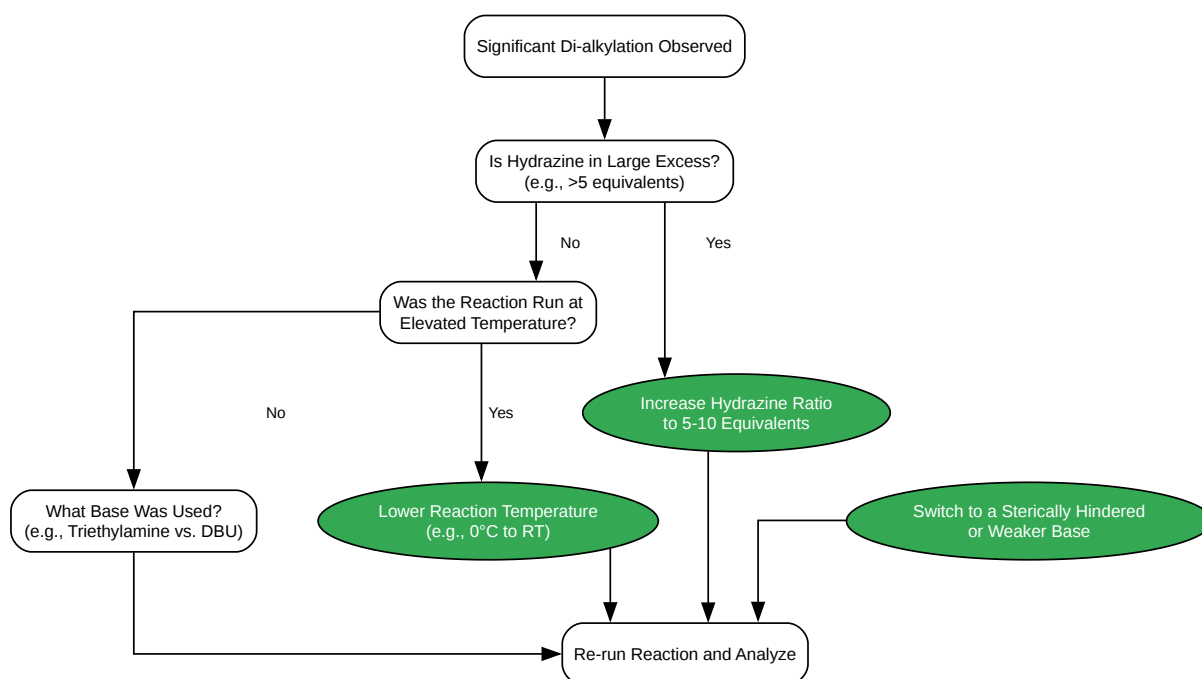 Significant Di-alkylation Observed
Is Hydrazine in Large Excess?
(e.g., >5 equivalents)
No
Yes
Was the Reaction Run at
Elevated Temperature?
Increase Hydrazine Ratio
to 5-10 Equivalents
No
Yes
What Base Was Used?
(e.g., Triethylamine vs. DBU)
Lower Reaction Temperature
(e.g., 0°C to RT)
Switch to a Sterically Hindered
or Weaker Base
Re-run Reaction and Analyze